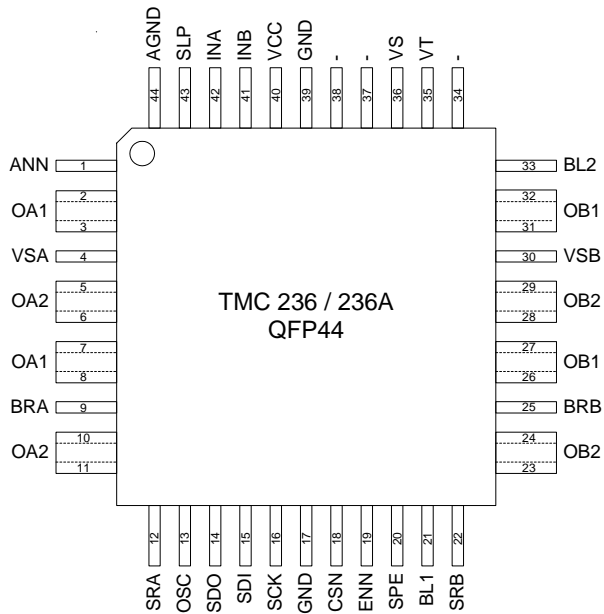 AGND SLP INA INB VCC GND - - VS VT -
44 43 42 41 40 39 38 37 36 35 34
ANN 1 33 BL2
OA1 2 32 OB1
3 31
VSA 4 30 VSB
OA2 5 29 OB2
6 28
TMC 236 / 236A
QFP44
OA1 7 27 OB1
8 26
BRA 9 25 BRB
OA2 10 24 OB2
11 23
12 13 14 15 16 17 18 19 20 21 22
SRA OSC SDO SDI SCK GND CSN ENN SPE BL1 SRB